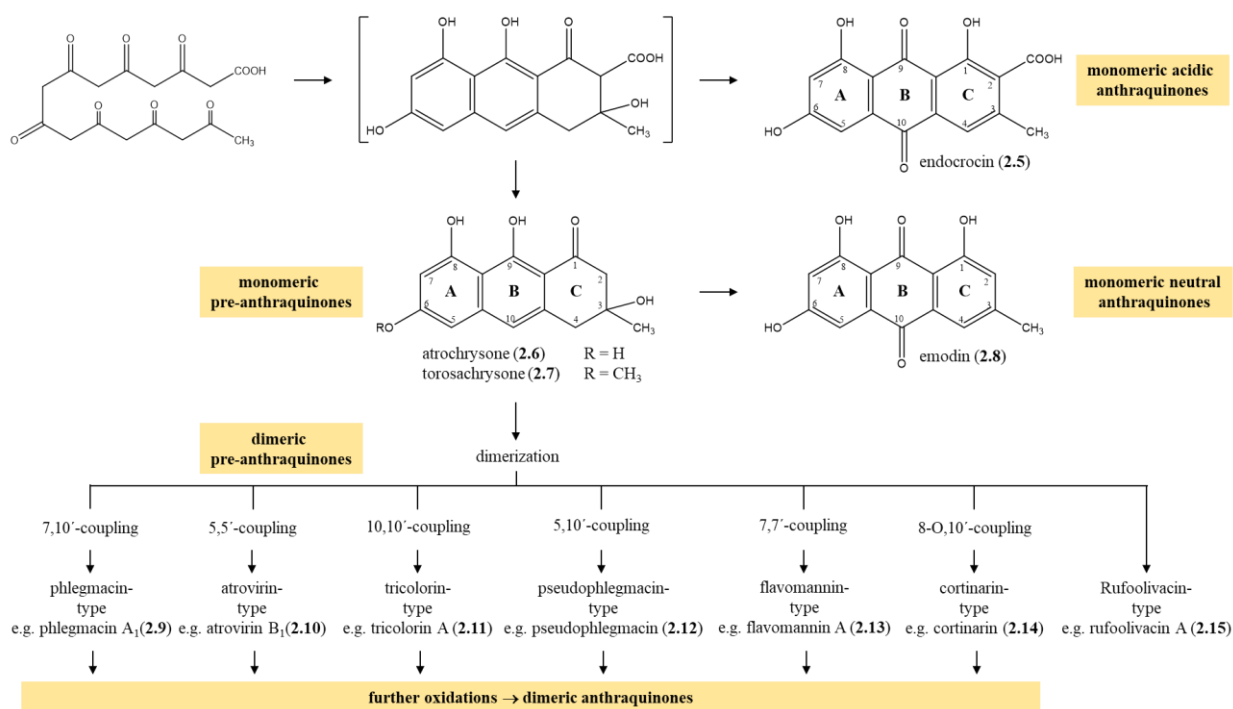 O
O
O
COOH
O
O
O
O
CH3
OH
OH
O
COOH
OH
CH3
HO
OH
O
OH
COOH
8
9
1
7
A
B
C
2
6
5
10
4
3
HO
CH3
O
endocrocin (2.5)
monomeric acidic
anthraquinones
monomeric
pre-anthraquinones
OH
OH
O
8
9
1
7
A
B
C
2
6
5
10
4
3
OH
RO
CH3
atrochrysone (2.6) R = H
torosachrysone (2.7) R = CH3
OH
O
OH
8
9
1
7
A
B
C
2
6
5
10
4
3
HO
CH3
O
emodin (2.8)
monomeric neutral
anthraquinones
dimeric
pre-anthraquinones
dimerization
7,10´-coupling
5,5´-coupling
10,10´-coupling
5,10´-coupling
7,7´-coupling
8-O,10´-coupling
phlegmacin-
type
e.g. phlegmacin A1(2.9)
atrovirin-
type
e.g. atrovirin B1(2.10)
tricolorin-
type
e.g. tricolorin A (2.11)
pseudophlegmacin-
type
e.g. pseudophlegmacin (2.12)
flavomannin-
type
e.g. flavomannin A (2.13)
cortinarin-
type
e.g. cortinarin (2.14)
Rufoolivacin-
type
e.g. rufoolivacin A (2.15)
further oxidations → dimeric anthraquinones